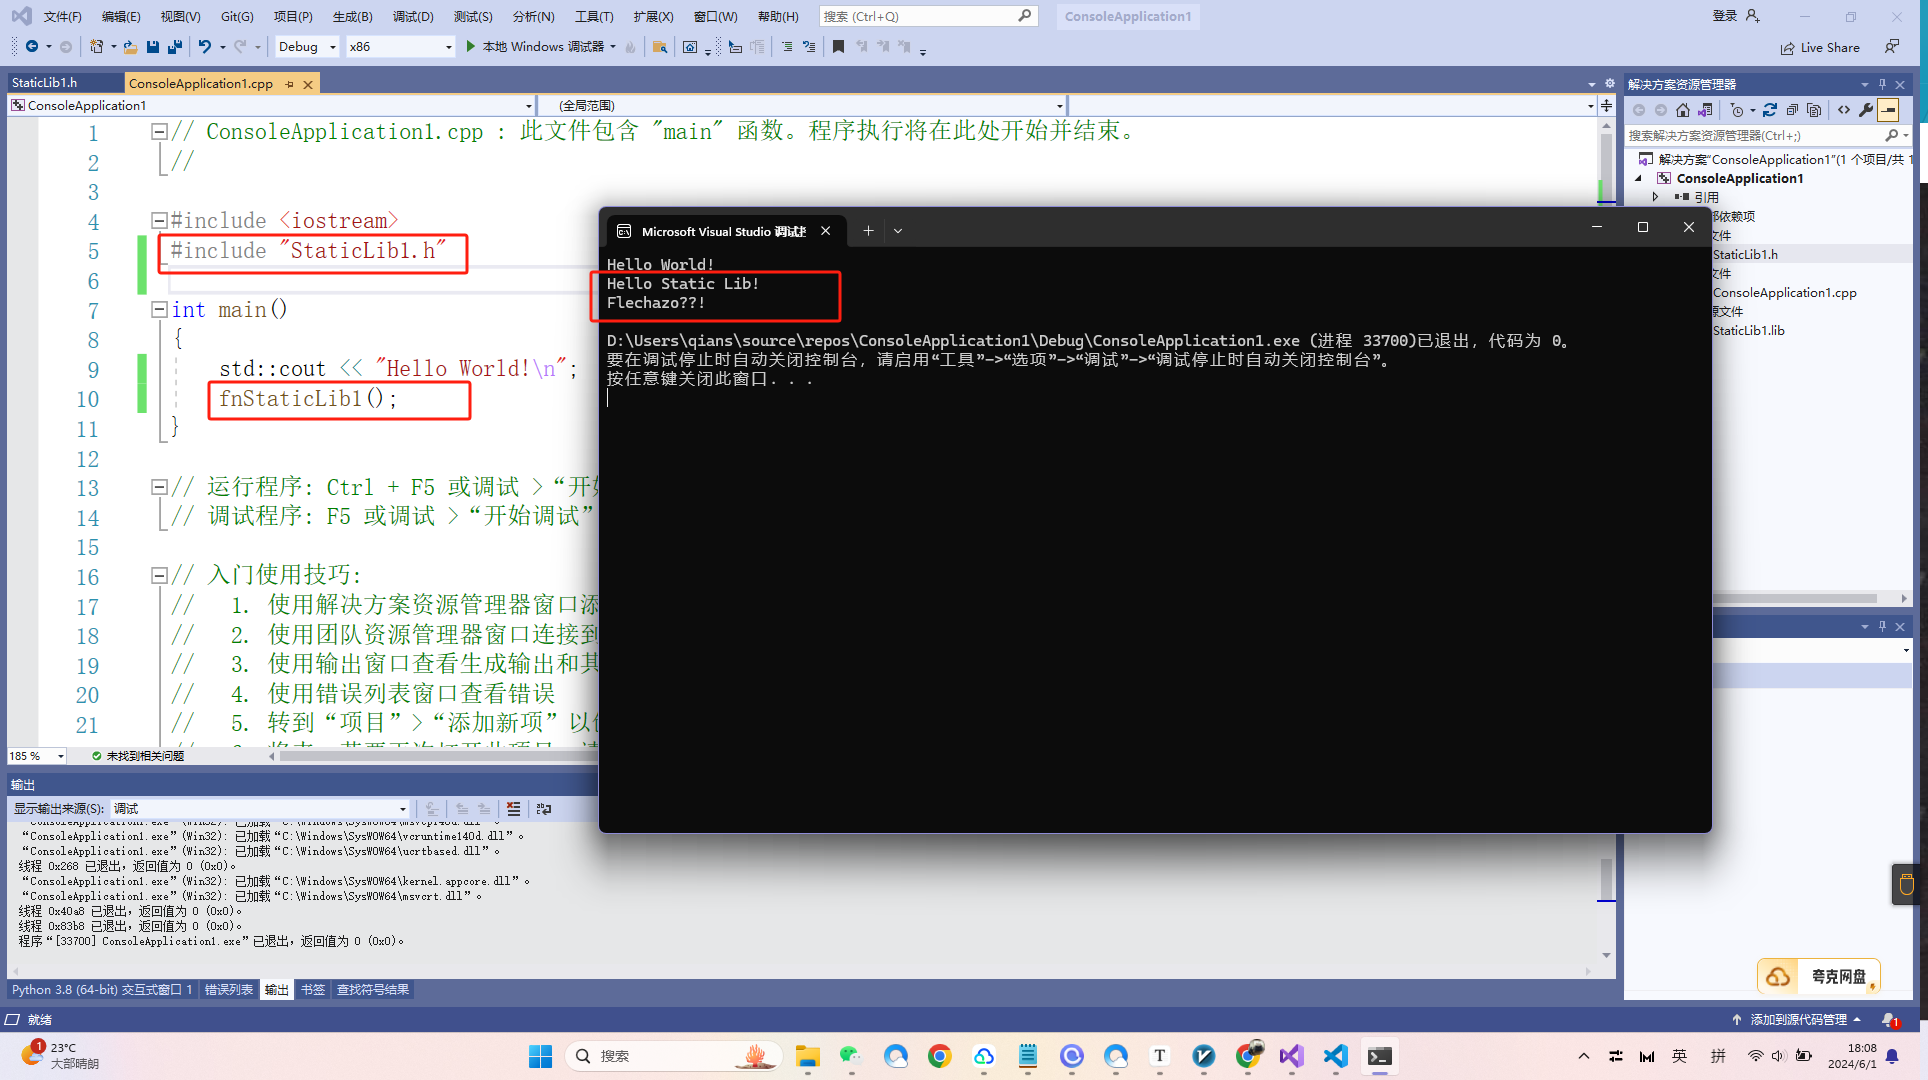 文件(F) 编辑(E) 视图(V) Git(G) 项目(P) 生成(B) 调试(D) 测试(S) 分析(N) 工具(T) 扩展(X) 窗口(W) 帮助(H) 搜索 (Ctrl+Q) ConsoleApplication1 登录
Debug x86 本地 Windows 调试器 Live Share
StaticLib1.h ConsoleApplication1.cpp
ConsoleApplication1 (全局范围)
1 // ConsoleApplication1.cpp : 此文件包含 "main" 函数。程序执行将在此处开始并结束。
2 //
3
4 #include <iostream>
5 #include "StaticLib1.h"
6
7 int main()
8 {
9 std::cout << "Hello World!\n";
10 fnStaticLib1();
11 }
12
13 // 运行程序: Ctrl + F5 或调试 >“开始
14 // 调试程序: F5 或调试 >“开始调试”
15
16 // 入门使用技巧:
17 // 1. 使用解决方案资源管理器窗口添
18 // 2. 使用团队资源管理器窗口连接到
19 // 3. 使用输出窗口查看生成输出和其
20 // 4. 使用错误列表窗口查看错误
21 // 5. 转到“项目”>“添加新项”以
185 % 未找到相关问题
Microsoft Visual Studio 调试
Hello World!
Hello Static Lib!
Flechazo??!
D:\Users\qians\source\repos\ConsoleApplication1\Debug\ConsoleApplication1.exe (进程 33700)已退出，代码为 0。
要在调试停止时自动关闭控制台，请启用“工具”->“选项”->“调试”->“调试停止时自动关闭控制台”。
按任意键关闭此窗口. . .
解决方案资源管理器
搜索解决方案资源管理器(Ctrl+;)
解决方案"ConsoleApplication1"(1 个项目/共 1
ConsoleApplication1
引用
部依赖项
文件
StaticLib1.h
文件
ConsoleApplication1.cpp
源文件
StaticLib1.lib
输出
显示输出来源(S): 调试
“ConsoleApplication1.exe”(Win32): 已加载“C:\Windows\SysWOW64\msvcp140d.dll”。
“ConsoleApplication1.exe”(Win32): 已加载“C:\Windows\SysWOW64\vcruntime140d.dll”。
“ConsoleApplication1.exe”(Win32): 已加载“C:\Windows\SysWOW64\ucrtbased.dll”。
线程 0x268 已退出，返回值为 0 (0x0)。
“ConsoleApplication1.exe”(Win32): 已加载“C:\Windows\SysWOW64\kernel.appcore.dll”。
“ConsoleApplication1.exe”(Win32): 已加载“C:\Windows\SysWOW64\msvcrt.dll”。
线程 0x40a8 已退出，返回值为 0 (0x0)。
线程 0x83b8 已退出，返回值为 0 (0x0)。
程序“[33700] ConsoleApplication1.exe”已退出，返回值为 0 (0x0)。
Python 3.8 (64-bit) 交互式窗口 1 错误列表 输出 书签 查找符号结果
夸克网盘
就绪 添加到源代码管理 1
1 23°C
大部晴朗
搜索
T
英 拼
18:08
2024/6/1